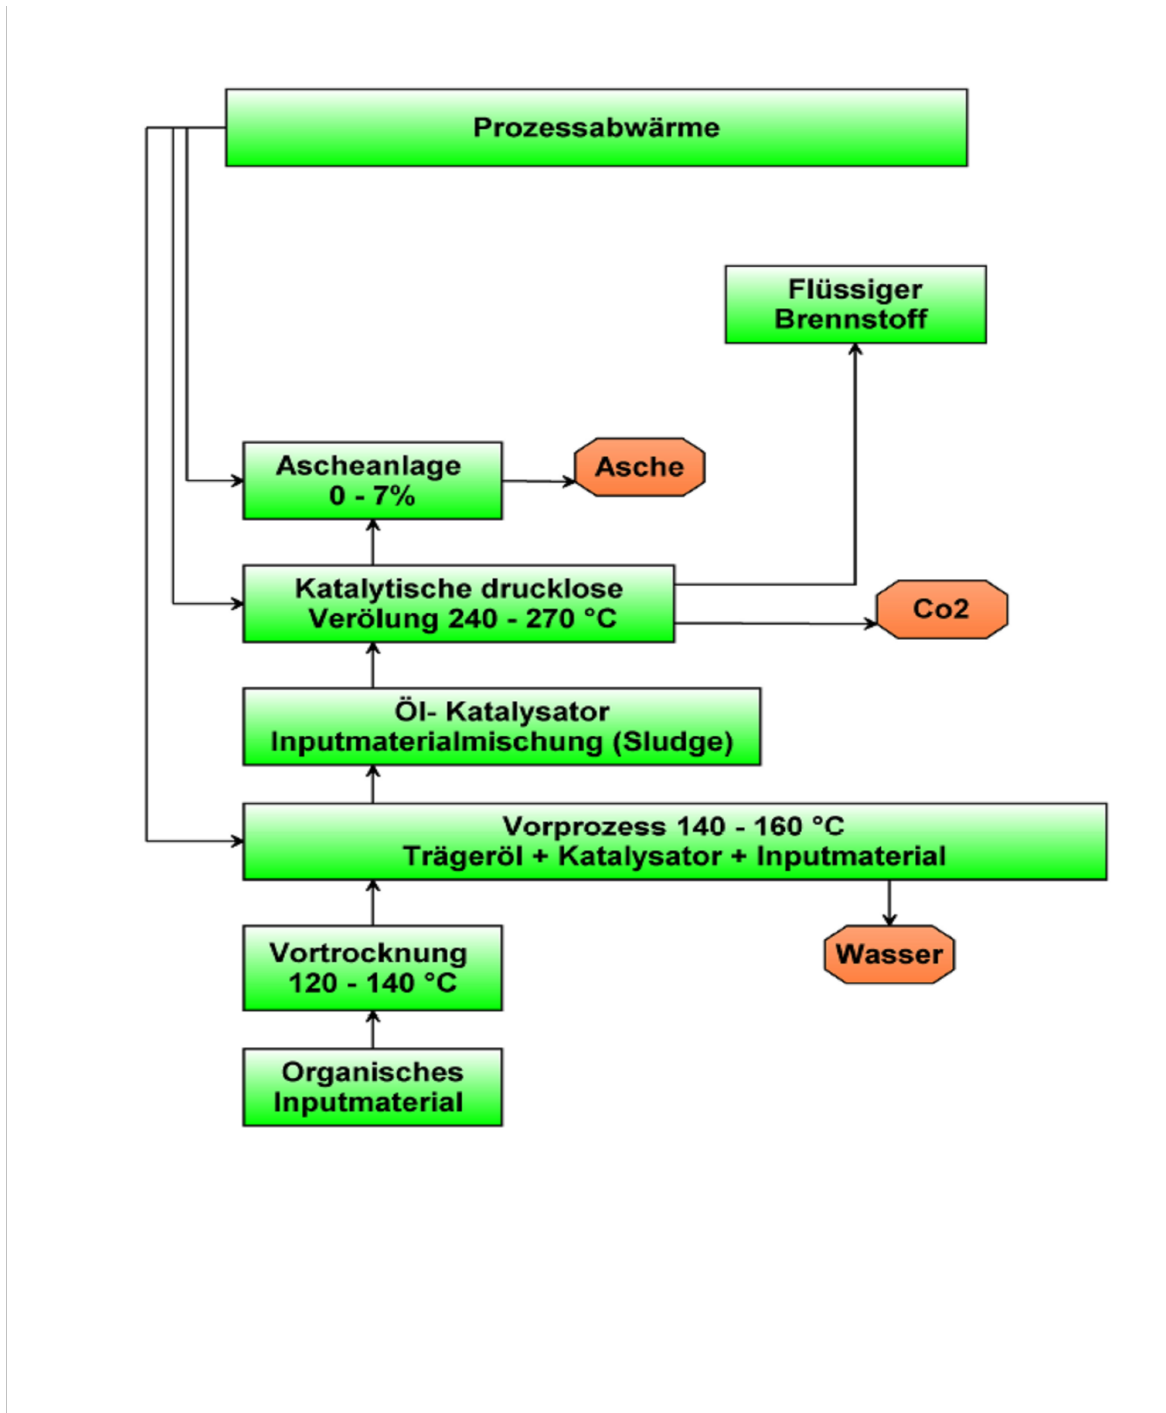 Prozessabwärme
Flüssiger
Brennstoff
Ascheanlage
0 - 7%
Asche
Katalytische drucklose
Verölung 240 - 270 °C
Co2
Öl- Katalysator
Inputmaterialmischung (Sludge)
Vorprozess 140 - 160 °C
Trägeröl + Katalysator + Inputmaterial
Vortrocknung
120 - 140 °C
Wasser
Organisches
Inputmaterial